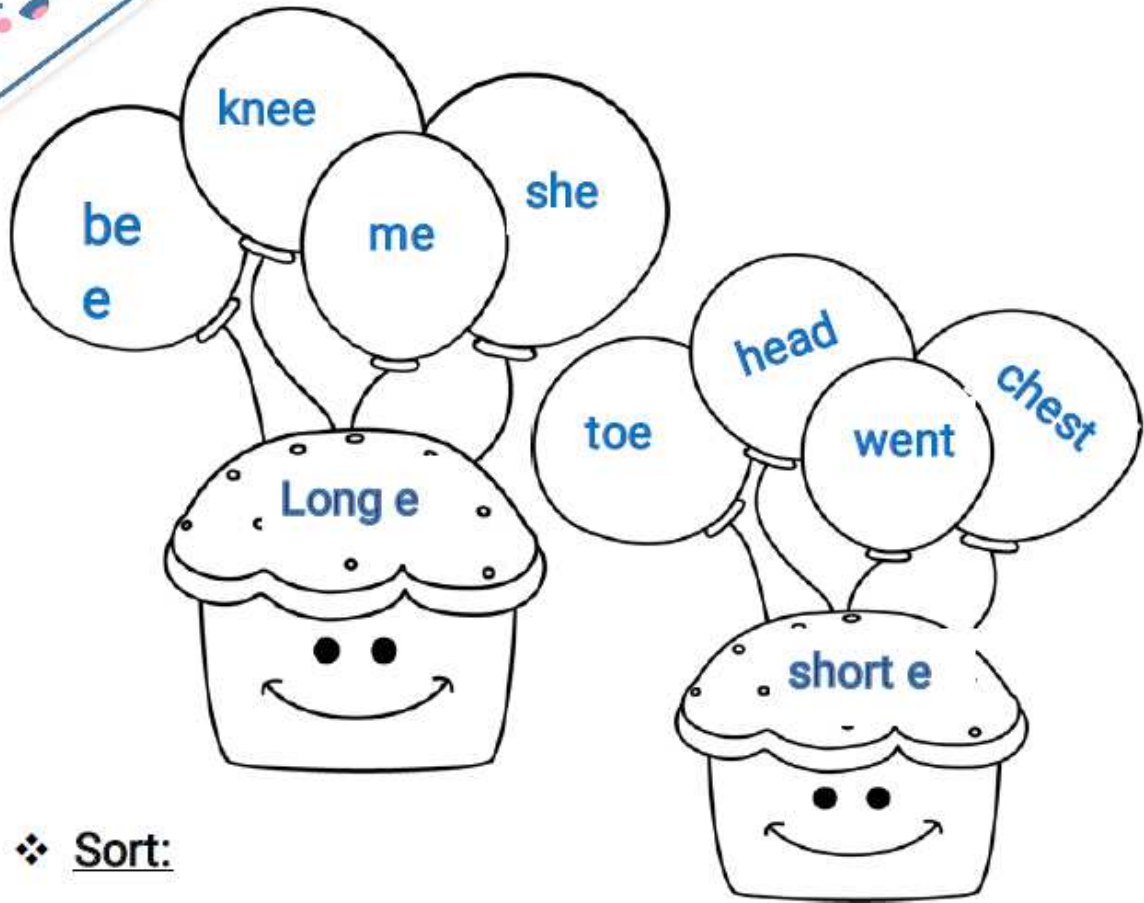 knee
she
be
e
me
head
chest
toe
went
Long e
short e
Sort: